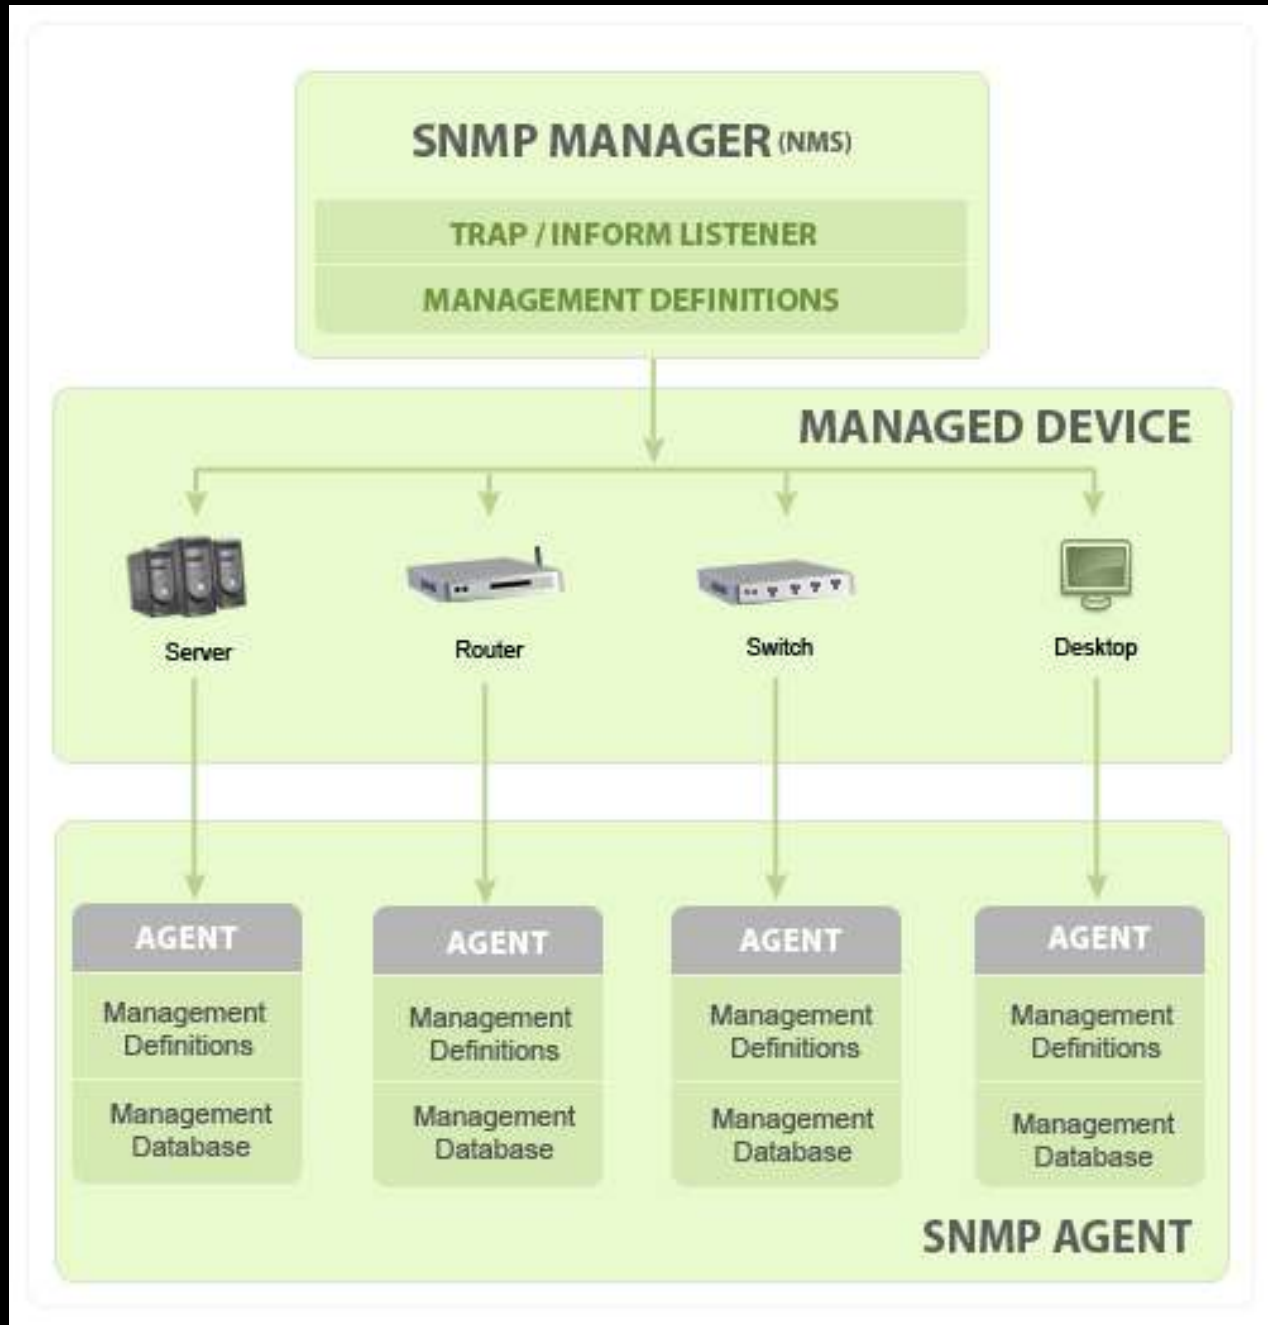 SNMP MANAGER (NMS)
TRAP / INFORM LISTENER
MANAGEMENT DEFINITIONS
MANAGED DEVICE
Server
Router
Switch
Desktop
AGENT
Management
Definitions
Management
Database
AGENT
Management
Definitions
Management
Database
AGENT
Management
Definitions
Management
Database
AGENT
Management
Definitions
Management
Database
SNMP AGENT